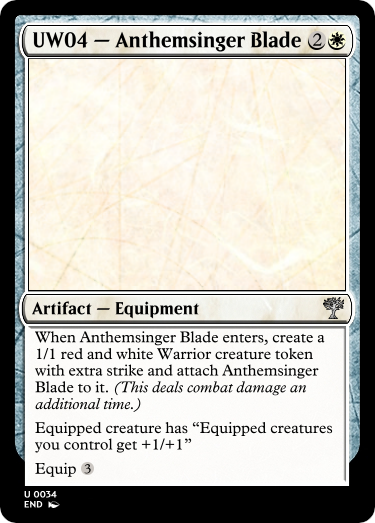 UW04 — Anthemsinger Blade 2
Artifact — Equipment
When Anthemsinger Blade enters, create a
1/1 red and white Warrior creature token
with extra strike and attach Anthemsinger
Blade to it. (This deals combat damage an
additional time.)
Equipped creature has “Equipped creatures
you control get +1/+1”
Equip 3
U 0034
END